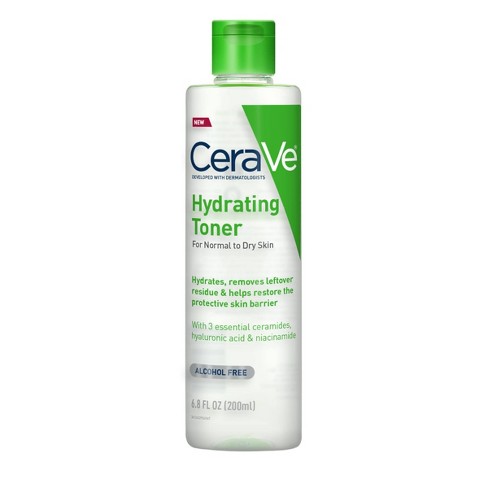 NEW
CeraVe
DEVELOPED WITH DERMATOLOGISTS
Hydrating
Toner
For Normal to Dry Skin
Hydrates, removes leftover
residue & helps restore the
protective skin barrier
With 3 essential ceramides,
hyaluronic acid & niacinamide
ALCOHOL FREE
6.8 FL OZ (200ml)